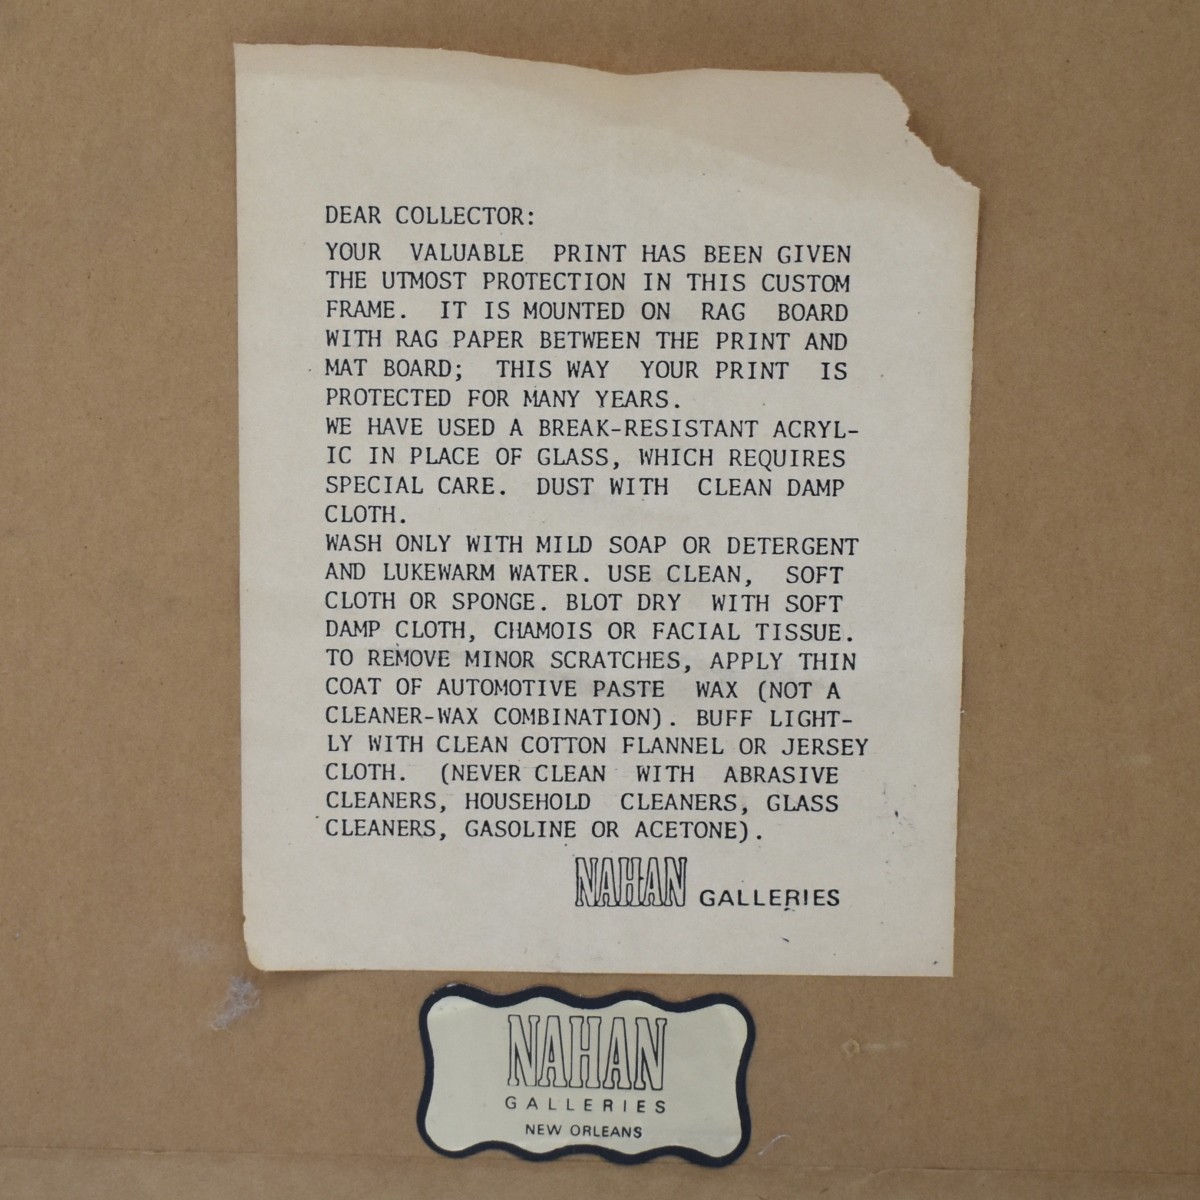 DEAR COLLECTOR:
YOUR VALUABLE PRINT HAS BEEN GIVEN
THE UTMOST PROTECTION IN THIS CUSTOM
FRAME. IT IS MOUNTED ON RAG BOARD
WITH RAG PAPER BETWEEN THE PRINT AND
MAT BOARD; THIS WAY YOUR PRINT IS
PROTECTED FOR MANY YEARS.
WE HAVE USED A BREAK-RESISTANT ACRYL-
IC IN PLACE OF GLASS, WHICH REQUIRES
SPECIAL CARE. DUST WITH CLEAN DAMP
CLOTH.
WASH ONLY WITH MILD SOAP OR DETERGENT
AND LUKEWARM WATER. USE CLEAN, SOFT
CLOTH OR SPONGE. BLOT DRY WITH SOFT
DAMP CLOTH, CHAMOIS OR FACIAL TISSUE.
TO REMOVE MINOR SCRATCHES, APPLY THIN
COAT OF AUTOMOTIVE PASTE WAX (NOT A
CLEANER-WAX COMBINATION). BUFF LIGHT-
LY WITH CLEAN COTTON FLANNEL OR JERSEY
CLOTH. (NEVER CLEAN WITH ABRASIVE
CLEANERS, HOUSEHOLD CLEANERS, GLASS
CLEANERS, GASOLINE OR ACETONE).
NAHAN GALLERIES
NAHAN
GALLERIES
NEW ORLEANS